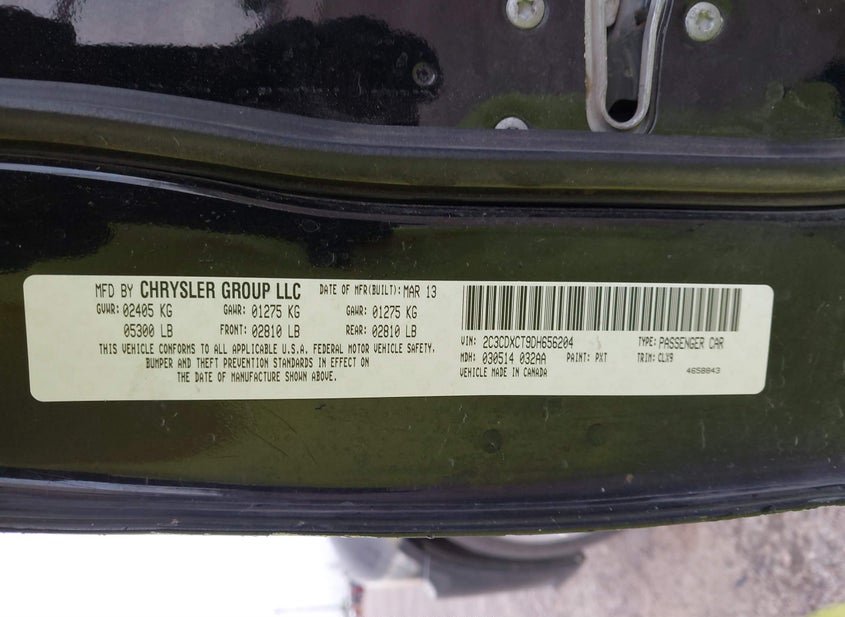 MFD BY CHRYSLER GROUP LLC DATE OF MFR(BUILT): MAR 13
GVWR: 02405 KG GAWR: 01275 KG GAWR: 01275 KG
05300 LB FRONT: 02810 LB REAR: 02810 LB
THIS VEHICLE CONFORMS TO ALL APPLICABLE U.S.A. FEDERAL MOTOR VEHICLE SAFETY,
BUMPER AND THEFT PREVENTION STANDARDS IN EFFECT ON
THE DATE OF MANUFACTURE SHOWN ABOVE.
VIN: 2C3CDXCT9DH656204 TYPE: PASSENGER CAR
MDH: 030514 032AA PAINT: PXT TRIM: CLX9
VEHICLE MADE IN CANADA 4658843